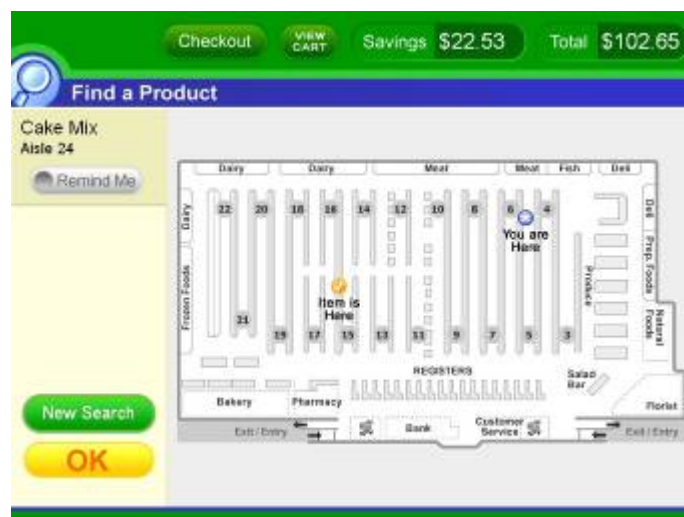 Checkout
VIEW
CART
Savings $22.53
Total $102.65
Find a Product
Cake Mix
Aisle 24
Remind Me
Dairy Dairy Meat Meat Fish Deli
22 20 18 16 14 12 10 8 6 4
Dairy
Deli
You are
Here
Prep. Foods
Produce
Frozen Foods
Item is
Here
21
19 17 15 13 11 9 7 5 3
Natural
Foods
REGISTERS
Salad
Bar
Bakery Pharmacy
Florist
New Search
Exit / Entry
Bank
Customer
Service
Exit / Entry
OK